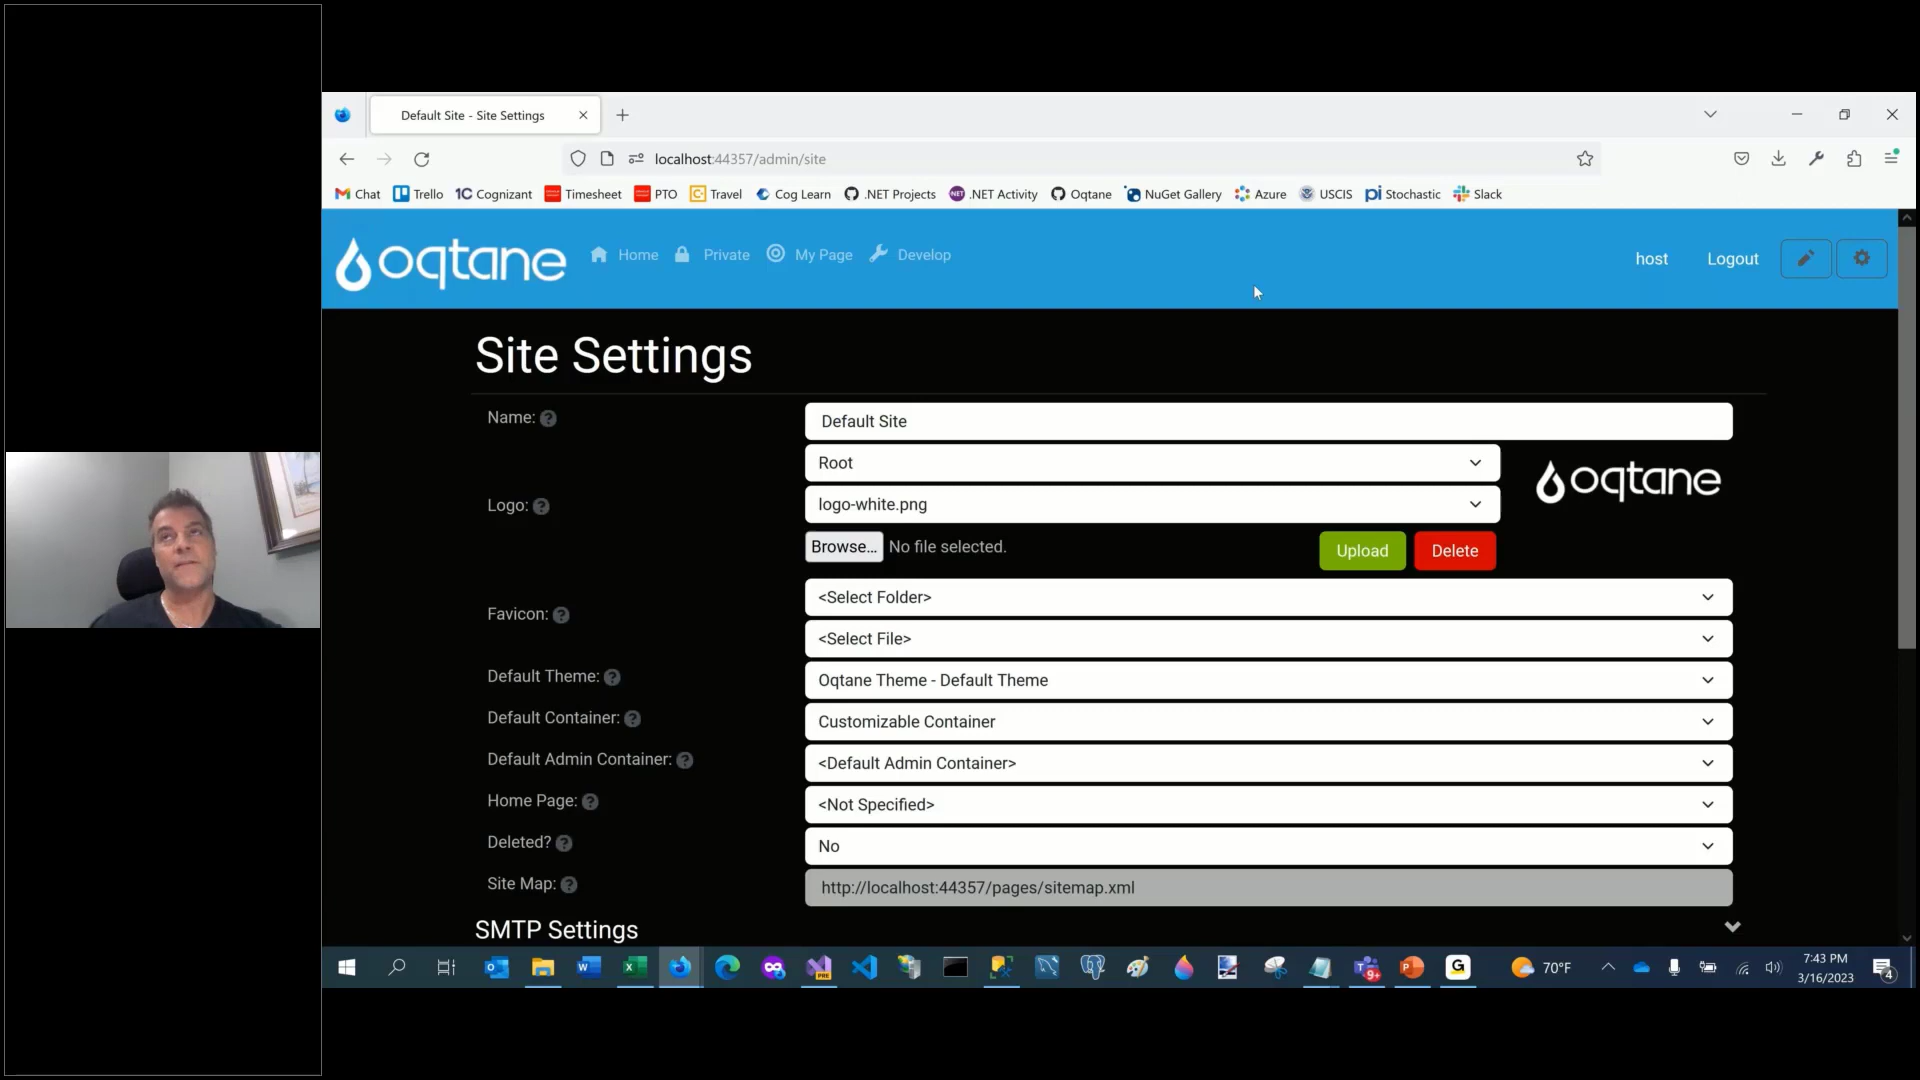 Default Site - Site Settings
localhost:44357/admin/site
Chat Trello 1C Cognizant Timesheet PTO Travel Cog Learn .NET Projects .NET Activity Oqtane NuGet Gallery Azure USCIS Stochastic Slack
oqtane Home Private My Page Develop host Logout
Site Settings
Name: Default Site
Root
oqtane
Logo: logo-white.png
Browse... No file selected. Upload Delete
<Select Folder>
Favicon:
<Select File>
Default Theme: Oqtane Theme - Default Theme
Default Container: Customizable Container
Default Admin Container: <Default Admin Container>
Home Page: <Not Specified>
Deleted? No
Site Map: http://localhost:44357/pages/sitemap.xml
SMTP Settings
70°F 7:43 PM
3/16/2023 4